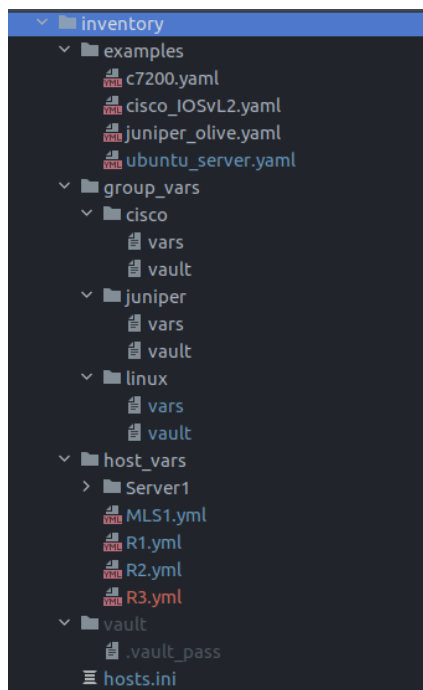 inventory
examples
c7200.yaml
cisco_IOSvL2.yaml
juniper_olive.yaml
ubuntu_server.yaml
group_vars
cisco
vars
vault
juniper
vars
vault
linux
vars
vault
host_vars
Server1
MLS1.yml
R1.yml
R2.yml
R3.yml
vault
.vault_pass
hosts.ini